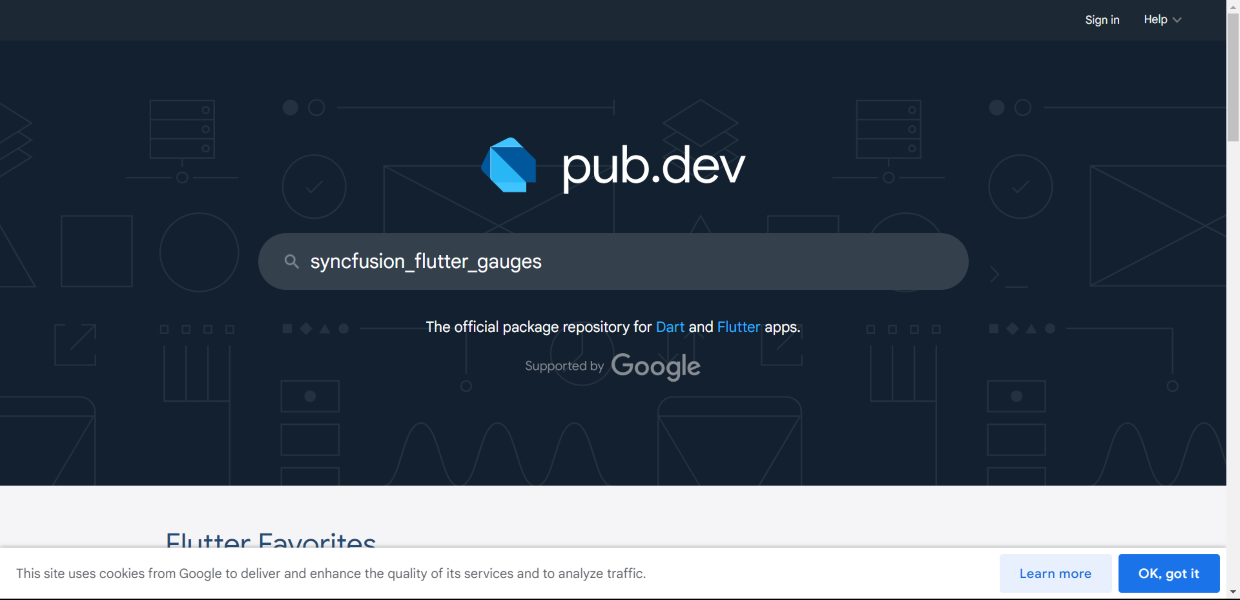 Sign in Help
pub.dev
syncfusion_flutter_gauges
The official package repository for Dart and Flutter apps.
Supported by Google
Flutter Favorites
This site uses cookies from Google to deliver and enhance the quality of its services and to analyze traffic.
Learn more
OK, got it